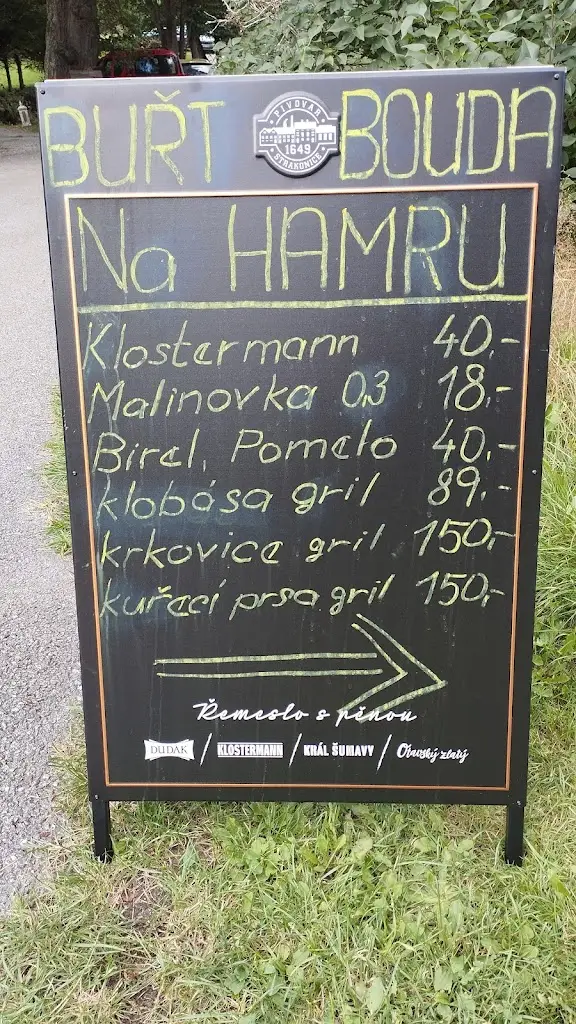 BUŘT BOUDA
PIVOVAR
1649
STRAKONICE
Na HAMRU
Klostermann 40,-
Malinovka 0,3 18,-
Birel, Pomelo 40,-
klobása gril 89,-
krkovice gril 150,-
kuřecí prsa gril 150,-
Řemeslo s pěnou
DUDÁK / KLOSTERMANN / KRÁL ŠUMAVY / Otavský zlatý